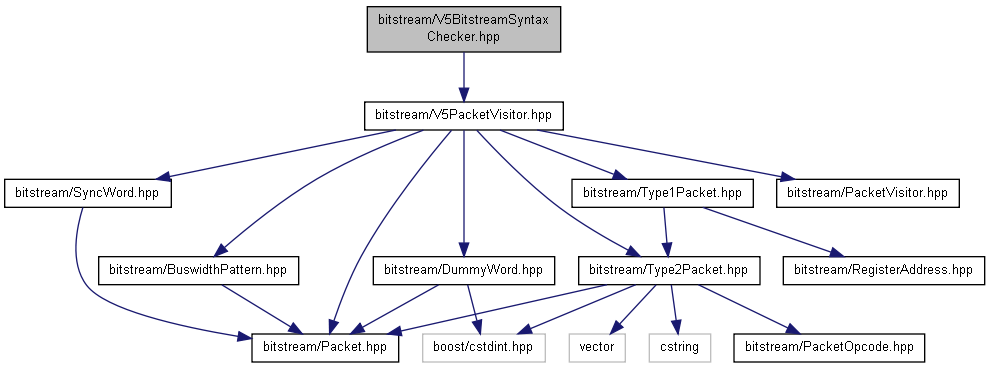 bitstream/V5BitstreamSyntax
Checker.hpp
bitstream/V5PacketVisitor.hpp
bitstream/SyncWord.hpp
bitstream/Type1Packet.hpp
bitstream/PacketVisitor.hpp
bitstream/BuswidthPattern.hpp
bitstream/DummyWord.hpp
bitstream/Type2Packet.hpp
bitstream/RegisterAddress.hpp
bitstream/Packet.hpp
boost/cstdint.hpp
vector
cstring
bitstream/PacketOpcode.hpp